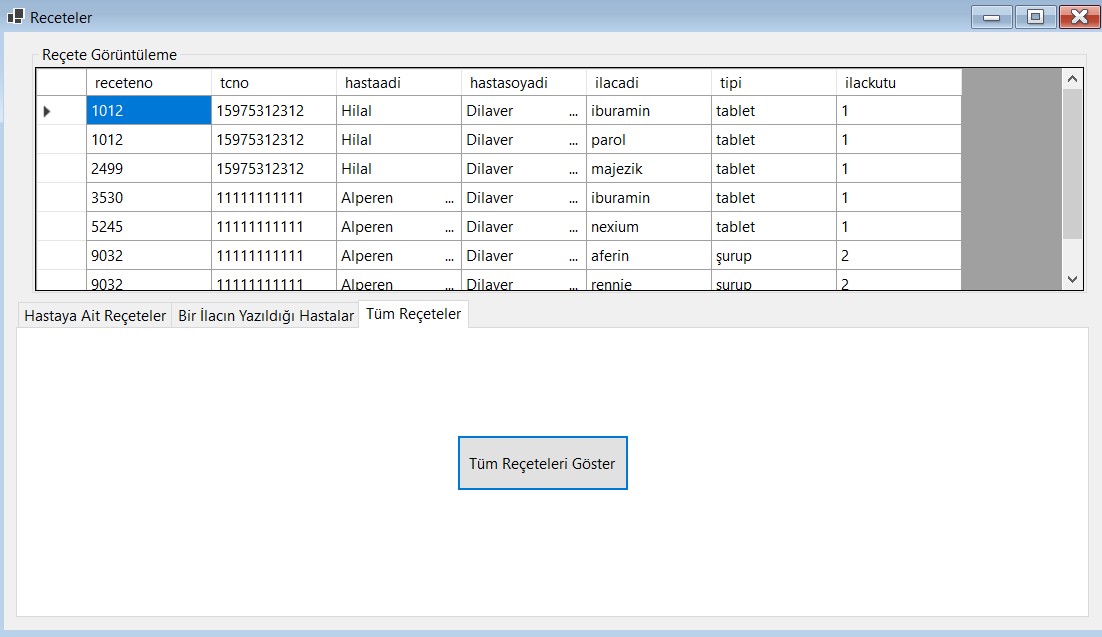 Receteler
Reçete Görüntüleme
receteno tcno hastaadi hastasoyadi ilacadi tipi ilackutu
1012 15975312312 Hilal Dilaver ... iburamin tablet 1
1012 15975312312 Hilal Dilaver ... parol tablet 1
2499 15975312312 Hilal Dilaver ... majezik tablet 1
3530 11111111111 Alperen ... Dilaver ... iburamin tablet 1
5245 11111111111 Alperen ... Dilaver ... nexium tablet 1
9032 11111111111 Alperen ... Dilaver ... aferin şurup 2
9032 11111111111 Alperen ... Dilaver ... rennie surup 2
Hastaya Ait Reçeteler Bir İlacın Yazıldığı Hastalar Tüm Reçeteler
Tüm Reçeteleri Göster